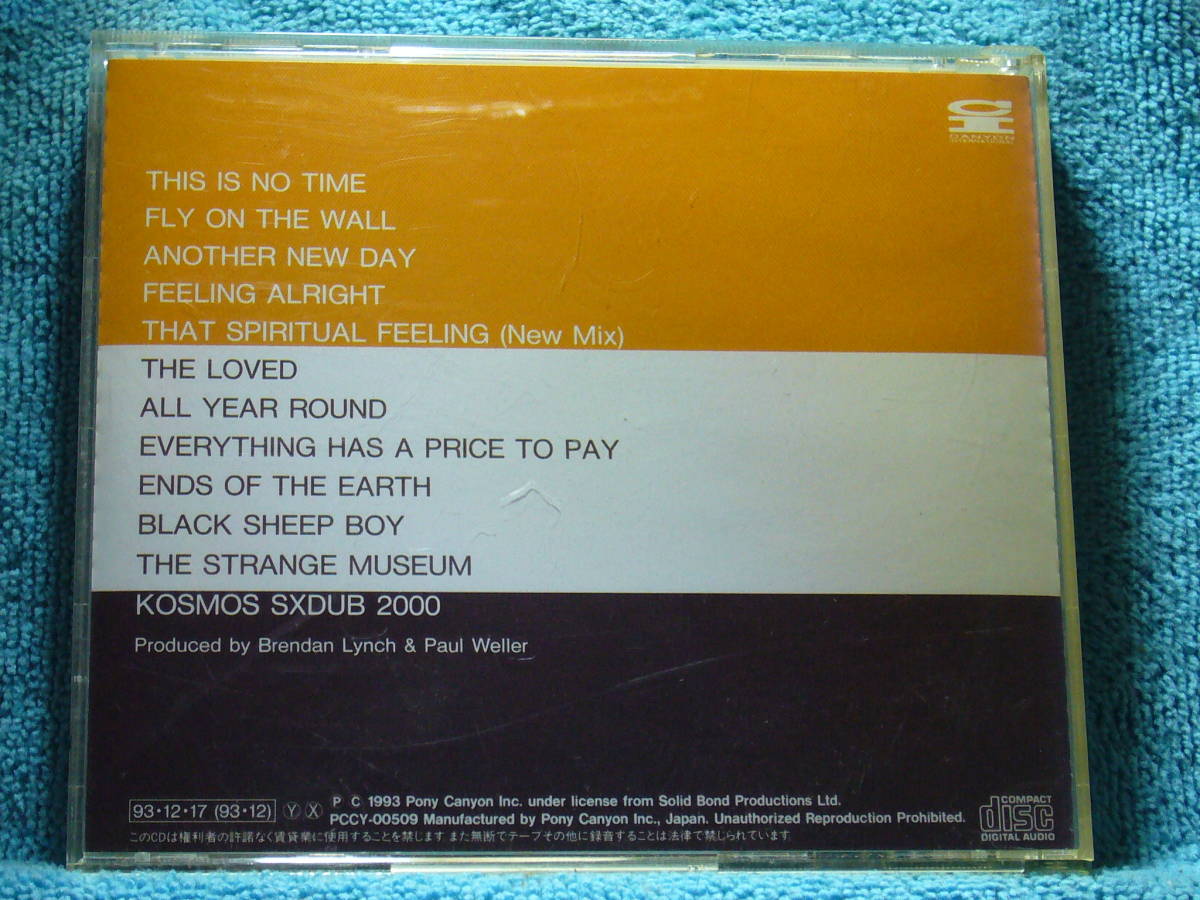 CANYON
INTERNATIONAL
THIS IS NO TIME
FLY ON THE WALL
ANOTHER NEW DAY
FEELING ALRIGHT
THAT SPIRITUAL FEELING (New Mix)
THE LOVED
ALL YEAR ROUND
EVERYTHING HAS A PRICE TO PAY
ENDS OF THE EARTH
BLACK SHEEP BOY
THE STRANGE MUSEUM
KOSMOS SXDUB 2000
Produced by Brendan Lynch & Paul Weller
93・12・17 (93・12) Ⓨ Ⓧ
P C 1993 Pony Canyon Inc. under license from Solid Bond Productions Ltd.
PCCY-00509 Manufactured by Pony Canyon Inc., Japan. Unauthorized Reproduction Prohibited.
このCDは権利者の許諾なく賃貸業に使用することを禁じます また無断でテープその他に録音することは法律で禁じられています
COMPACT
disc
DIGITAL AUDIO